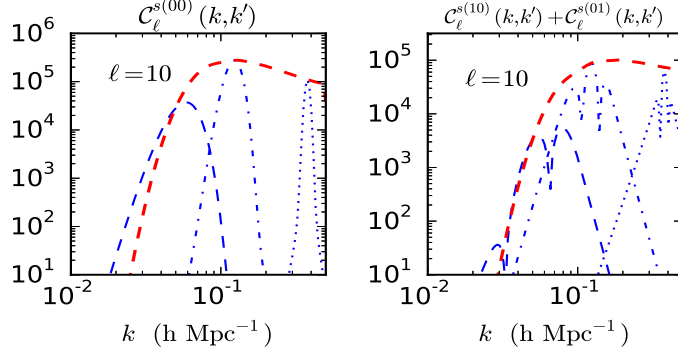 𝒞_ℓ^{s(00)}(k,k′)
10^6
10^5
10^4
10^3
10^2
10^1
ℓ=10
10^{-2} 10^{-1}
k (h Mpc^{−1})
𝒞_ℓ^{s(10)}(k,k′)+𝒞_ℓ^{s(01)}(k,k′)
10^6
10^5
10^4
10^3
10^2
10^1
ℓ=10
10^{-2} 10^{-1}
k (h Mpc^{−1})